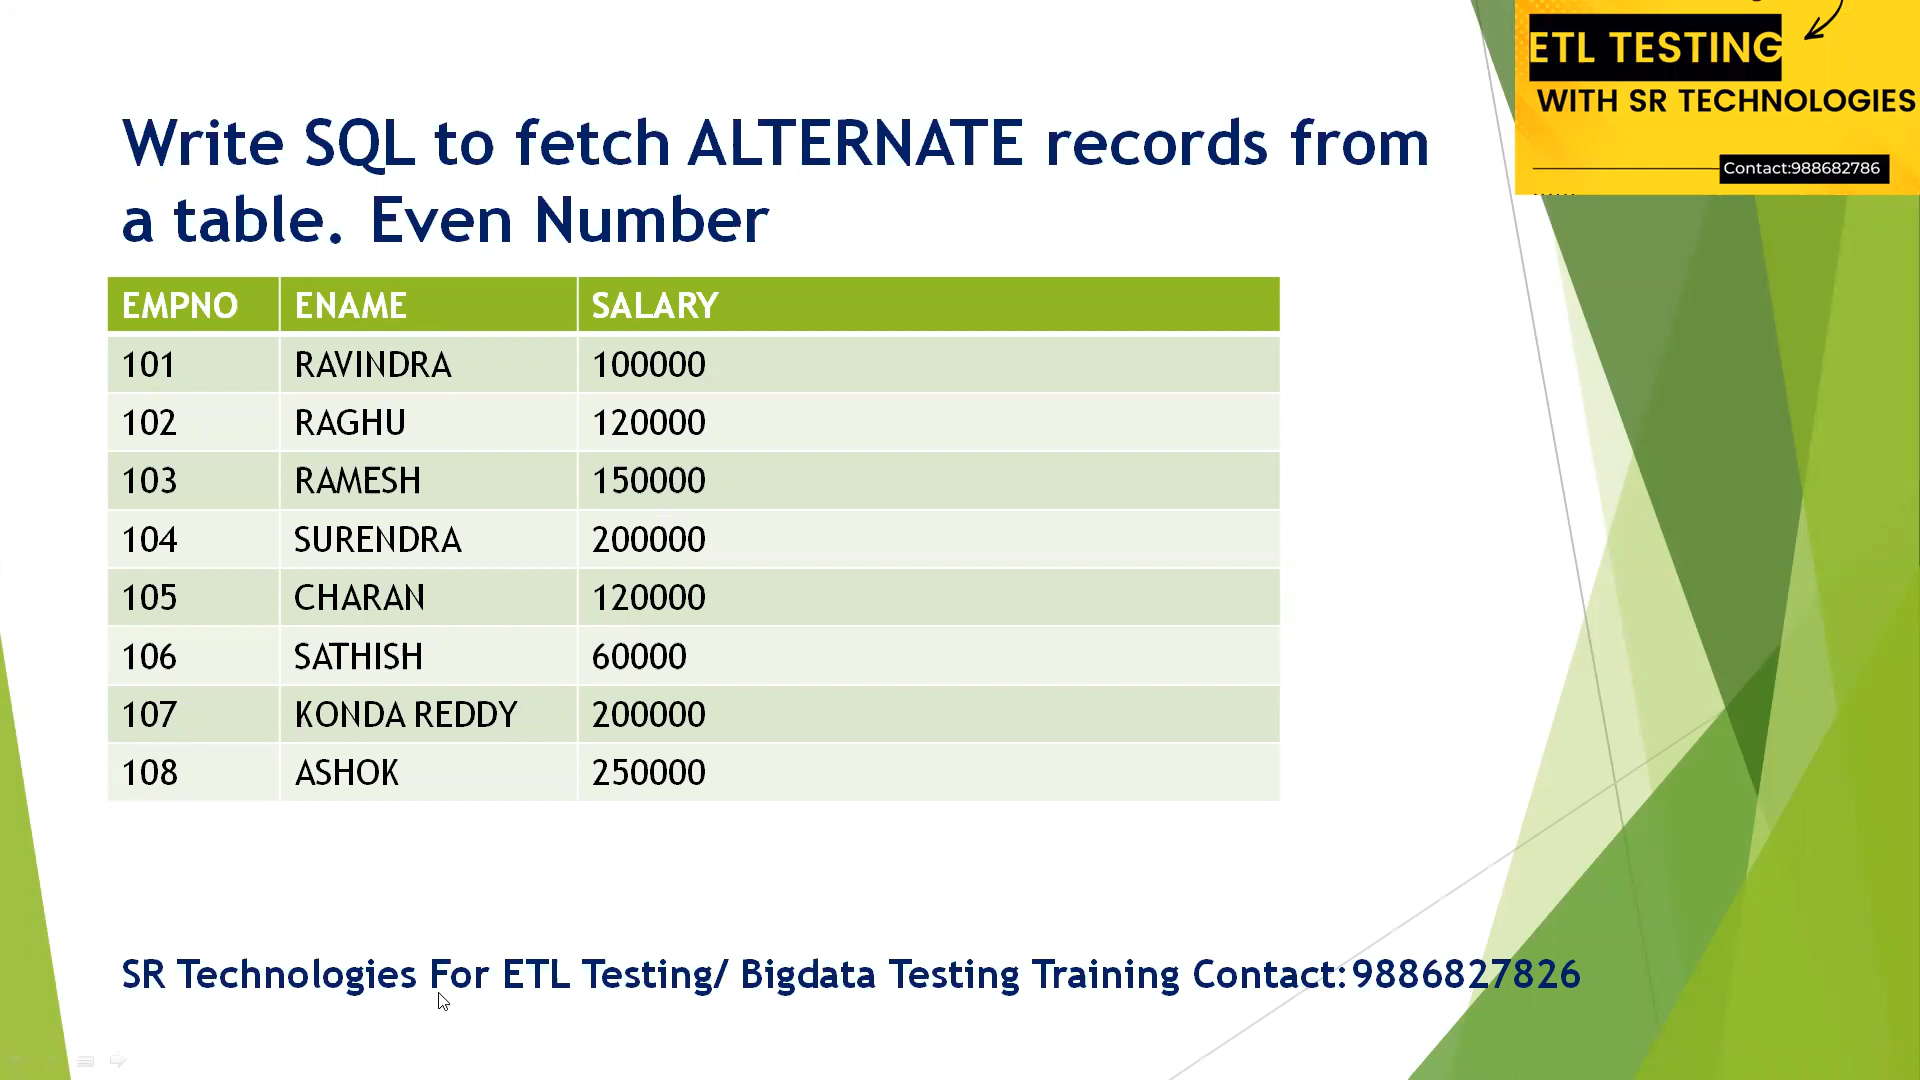 ETL TESTING
WITH SR TECHNOLOGIES
Contact:988682786
Write SQL to fetch ALTERNATE records from
a table. Even Number
EMPNO ENAME SALARY
101 RAVINDRA 100000
102 RAGHU 120000
103 RAMESH 150000
104 SURENDRA 200000
105 CHARAN 120000
106 SATHISH 60000
107 KONDA REDDY 200000
108 ASHOK 250000
SR Technologies For ETL Testing/ Bigdata Testing Training Contact:9886827826